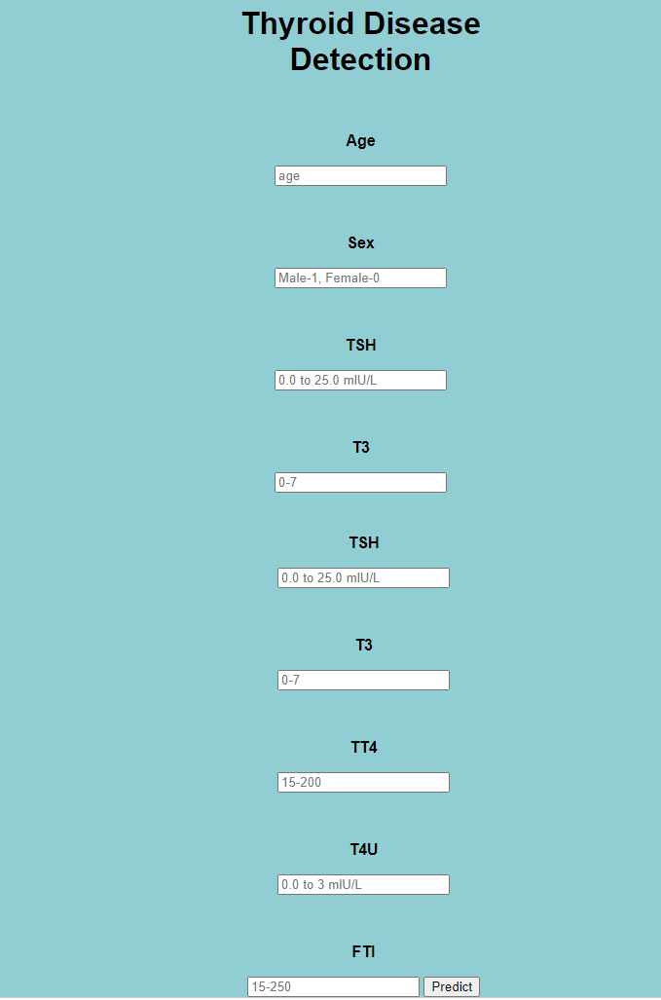 Thyroid Disease
Detection
Age
age
Sex
Male-1, Female-0
TSH
0.0 to 25.0 mIU/L
T3
0-7
TSH
0.0 to 25.0 mIU/L
T3
0-7
TT4
15-200
T4U
0.0 to 3 mIU/L
FTI
15-250 Predict